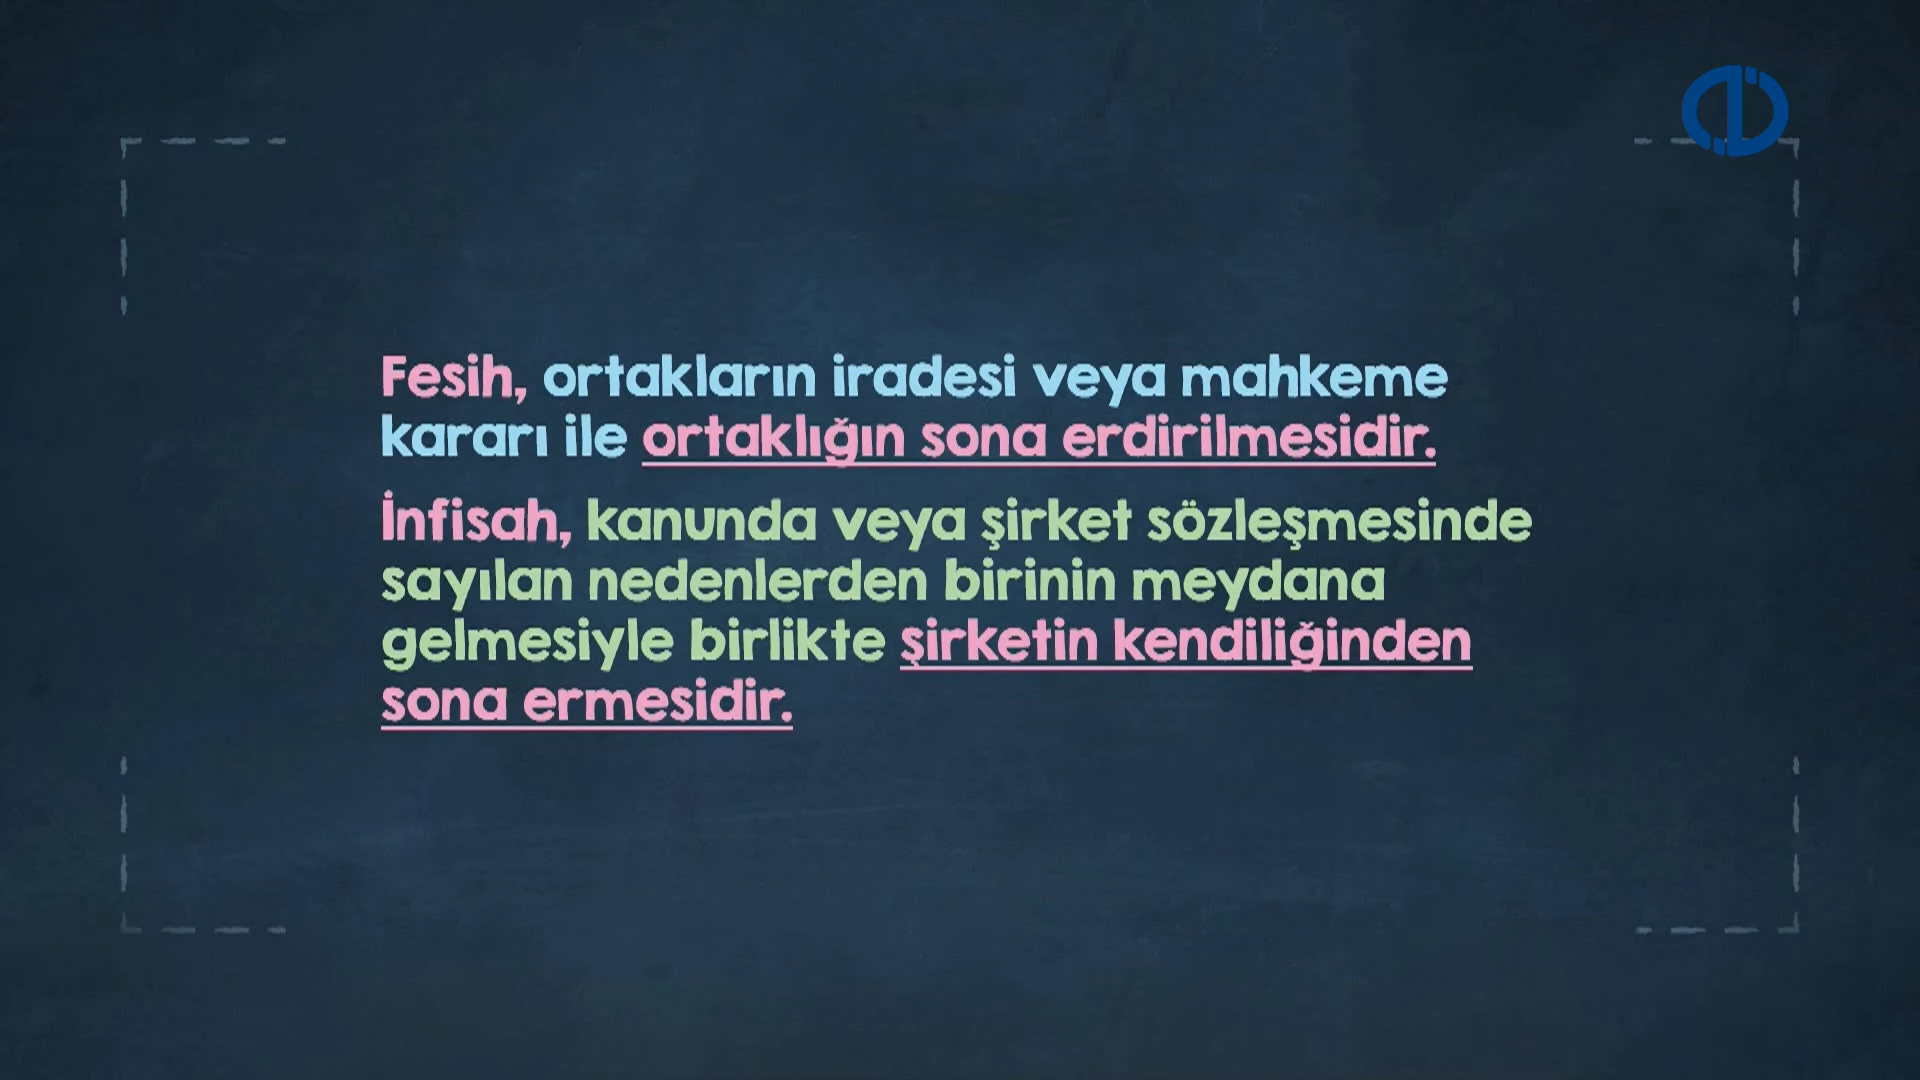 Fesih, ortakların iradesi veya mahkeme
kararı ile ortaklığın sona erdirilmesidir.
İnfisah, kanunda veya şirket sözleşmesinde
sayılan nedenlerden birinin meydana
gelmesiyle birlikte şirketin kendiliğinden
sona ermesidir.